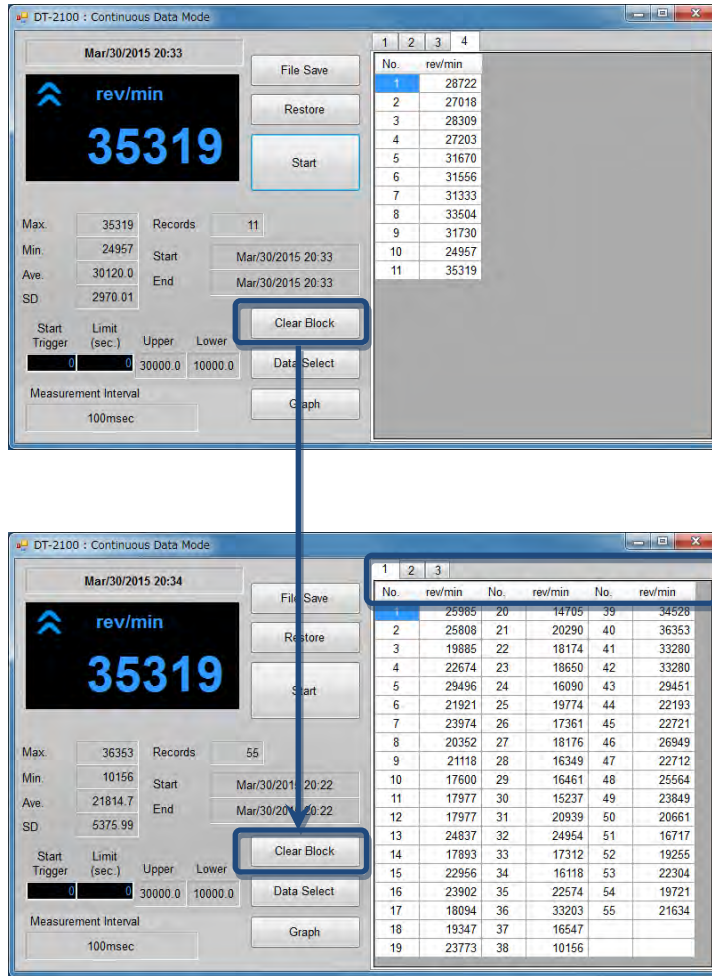 DT-2100 : Continuous Data Mode
Mar/30/2015 20:33
rev/min
35319
File Save
Restore
Start
Max. 35319 Records 11
Min. 24957 Start Mar/30/2015 20:33
Ave. 30120.0 End Mar/30/2015 20:33
SD 2970.01
Clear Block
Start Trigger Limit (sec.) Upper Lower
0 0 30000.0 10000.0 Data Select
Measurement Interval
100msec
Graph
1 2 3 4
No. rev/min
1 28722
2 27018
3 28309
4 27203
5 31670
6 31556
7 31333
8 33504
9 31730
10 24957
11 35319
DT-2100 : Continuous Data Mode
Mar/30/2015 20:34
rev/min
35319
File Save
Restore
Start
Max. 36353 Records 55
Min. 10156 Start Mar/30/2015 20:22
Ave. 21814.7 End Mar/30/2015 20:22
SD 5375.99
Clear Block
Start Trigger Limit (sec.) Upper Lower
0 0 30000.0 10000.0 Data Select
Measurement Interval
100msec
Graph
1 2 3
No. rev/min No. rev/min No. rev/min
1 25985 20 14705 39 34528
2 25808 21 20290 40 36353
3 19885 22 18174 41 33280
4 22674 23 18650 42 33280
5 29496 24 16090 43 29451
6 21921 25 19774 44 22193
7 23974 26 17361 45 22721
8 20352 27 18176 46 26949
9 21118 28 16349 47 22712
10 17600 29 16461 48 25564
11 17977 30 15237 49 23849
12 17977 31 20939 50 20661
13 24837 32 24954 51 16717
14 17893 33 17312 52 19255
15 22956 34 16118 53 22304
16 23902 35 22574 54 19721
17 18094 36 33203 55 21634
18 19347 37 16547
19 23773 38 10156